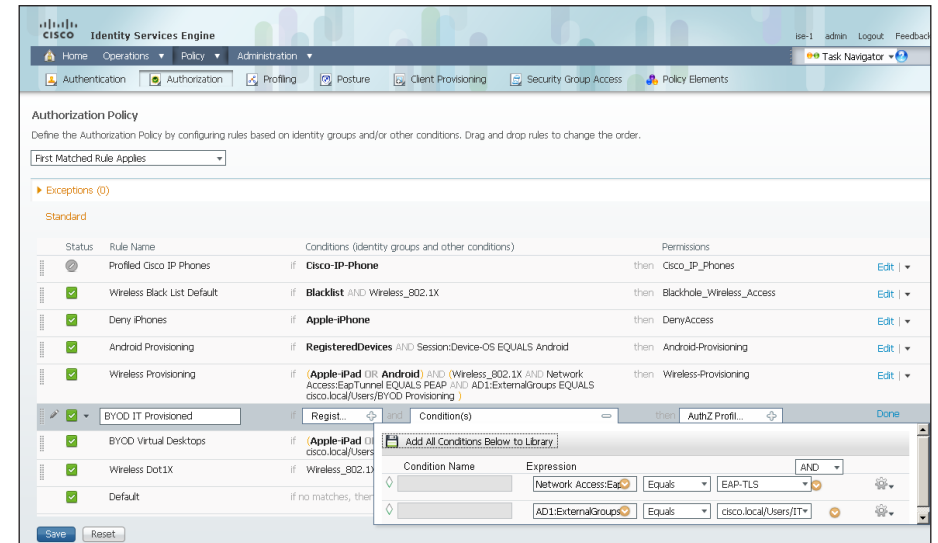 CISCO Identity Services Engine
ise-1 admin Logout Feedback
Home Operations Policy Administration
Task Navigator
Authentication Authorization Profiling Posture Client Provisioning Security Group Access Policy Elements
Authorization Policy
Define the Authorization Policy by configuring rules based on identity groups and/or other conditions. Drag and drop rules to change the order.
First Matched Rule Applies
Exceptions (0)
Standard
Status Rule Name Conditions (identity groups and other conditions) Permissions
Profiled Cisco IP Phones if Cisco-IP-Phone then Cisco_IP_Phones Edit |
Wireless Black List Default if Blacklist AND Wireless_802.1X then Blackhole_Wireless_Access Edit |
Deny iPhones if Apple-iPhone then DenyAccess Edit |
Android Provisioning if RegisteredDevices AND Session:Device-OS EQUALS Android then Android-Provisioning Edit |
Wireless Provisioning if (Apple-iPad OR Android) AND (Wireless_802.1X AND Network
Access:EapTunnel EQUALS PEAP AND AD1:ExternalGroups EQUALS
cisco.local/Users/BYOD Provisioning )
then Wireless-Provisioning Edit |
BYOD IT Provisioned if Regist... and Condition(s) then AuthZ Profil... Done
BYOD Virtual Desktops if (Apple-iPad
cisco.local/Users
Wireless Dot1X if Wireless_802.1
Default if no matches, then
Add All Conditions Below to Library
Condition Name Expression AND
Network Access:Eap Equals EAP-TLS
AD1:ExternalGroups Equals cisco.local/Users/IT
Save Reset